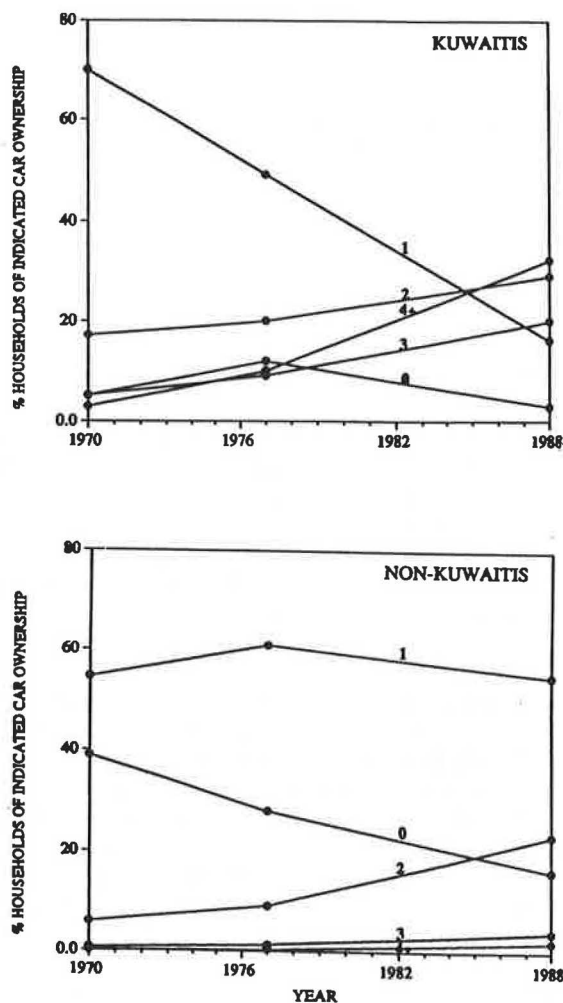 KUWAITIS
% HOUSEHOLDS OF INDICATED CAR OWNERSHIP
80
60
40
20
0.0
1
2
4+
3
0
1970 1976 1982 1988
NON-KUWAITIS
% HOUSEHOLDS OF INDICATED CAR OWNERSHIP
80
60
40
20
0.0
1
0
2
3
1970 1976 1982 1988
YEAR